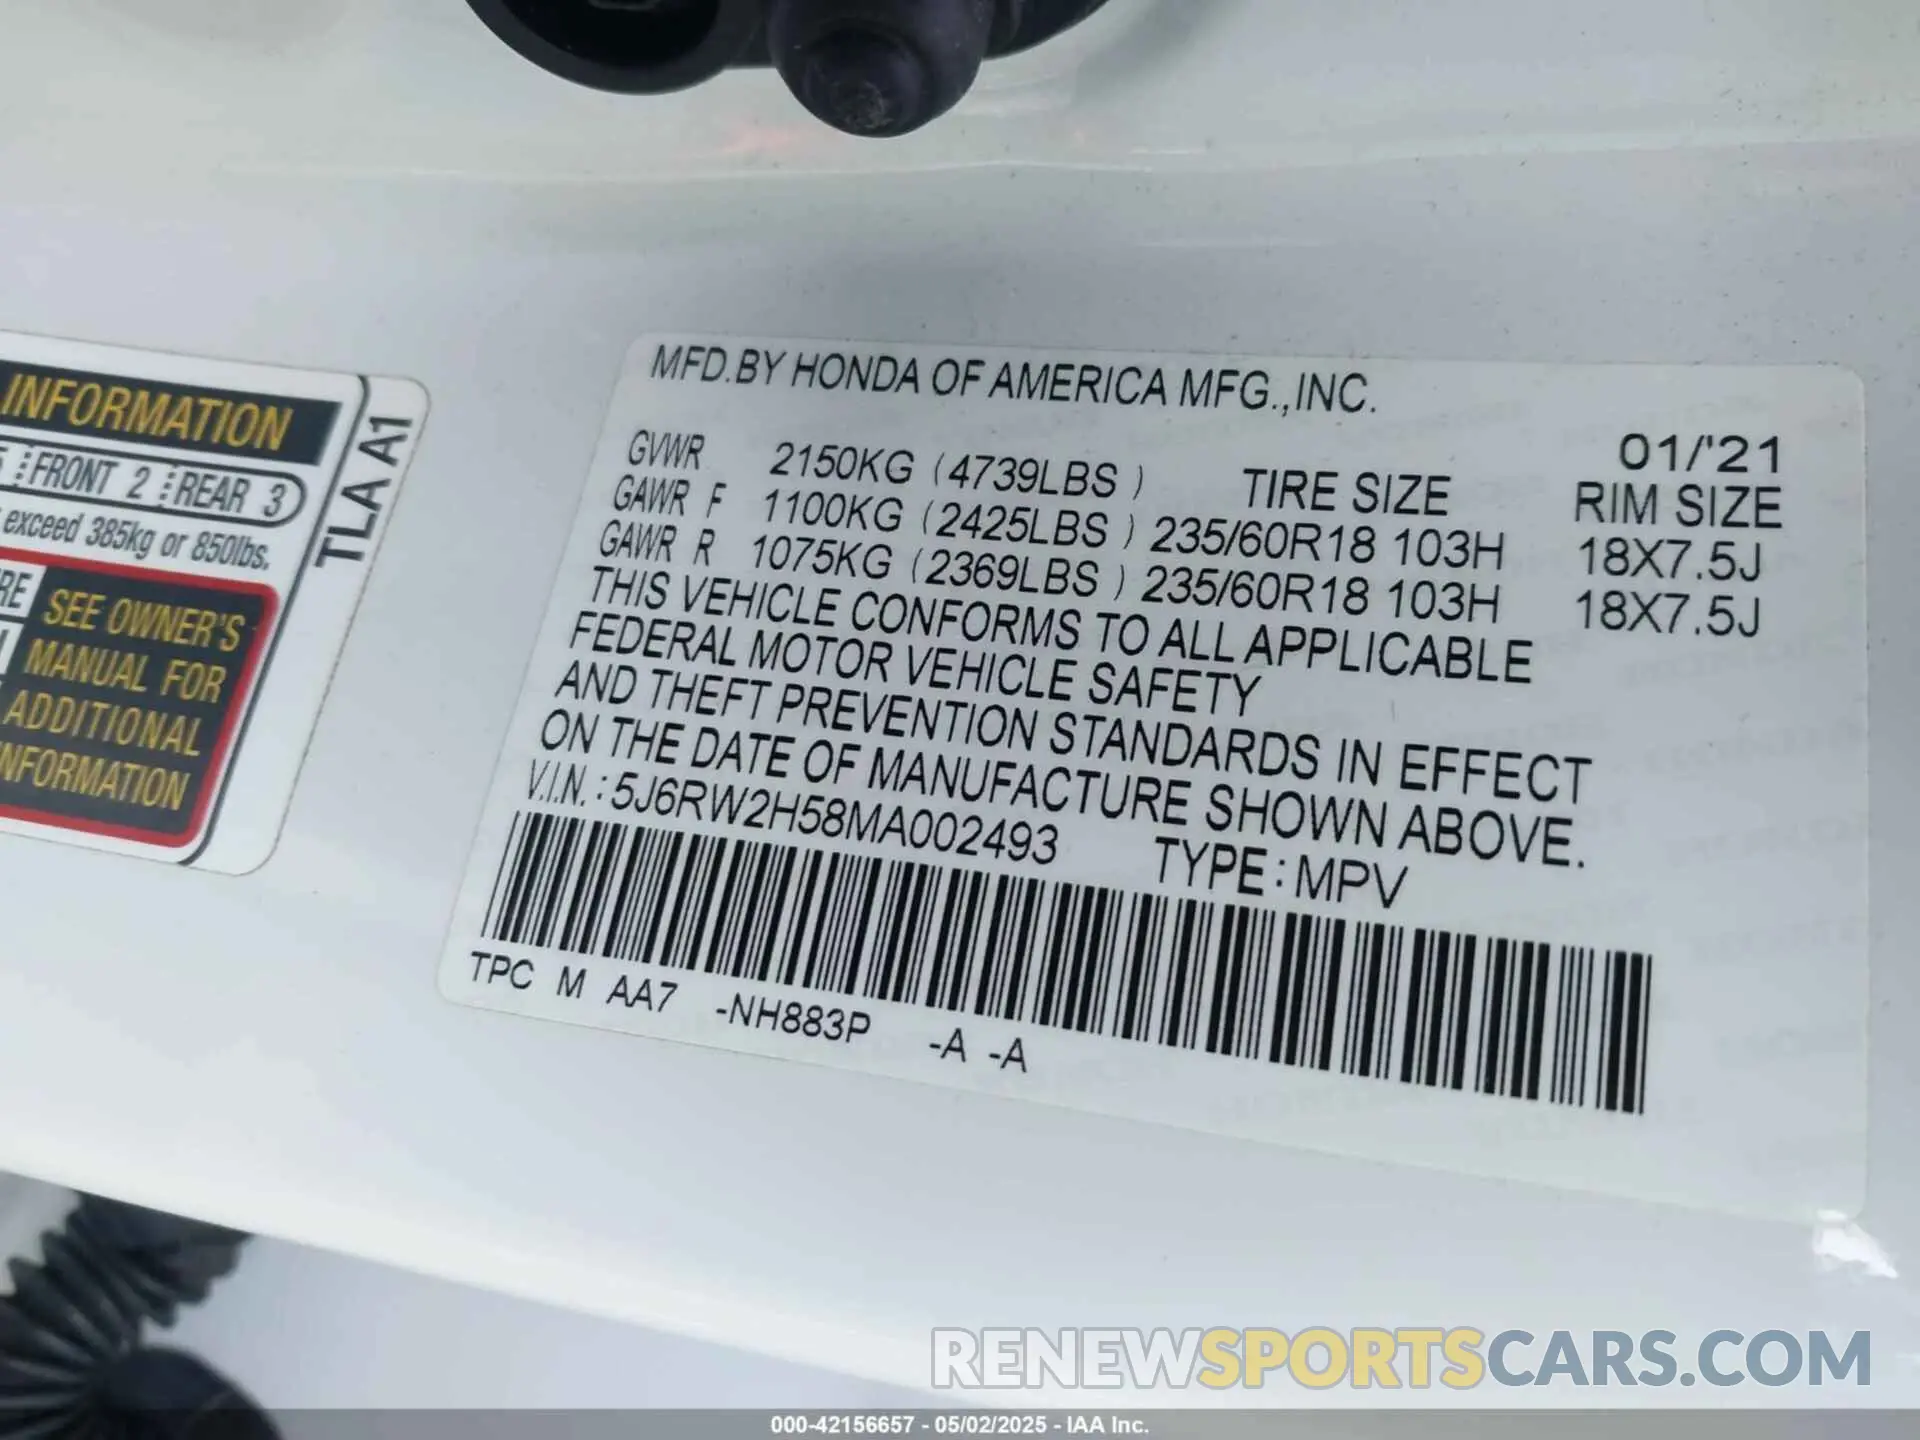 INFORMATION
FRONT 2 REAR 3
exceed 385kg or 850lbs.
SEE OWNER'S
MANUAL FOR
ADDITIONAL
INFORMATION
TLA A1
MFD.BY HONDA OF AMERICA MFG.,INC.
01/'21
GVWR 2150KG (4739LBS ) TIRE SIZE RIM SIZE
GAWR F 1100KG (2425LBS ) 235/60R18 103H 18X7.5J
GAWR R 1075KG (2369LBS ) 235/60R18 103H 18X7.5J
THIS VEHICLE CONFORMS TO ALL APPLICABLE
FEDERAL MOTOR VEHICLE SAFETY
AND THEFT PREVENTION STANDARDS IN EFFECT
ON THE DATE OF MANUFACTURE SHOWN ABOVE.
V.I.N. : 5J6RW2H58MA002493 TYPE : MPV
TPC M AA7 -NH883P -A -A
RENEWSPORTSCARS.COM
000-42156657 - 05/02/2025 - IAA Inc.